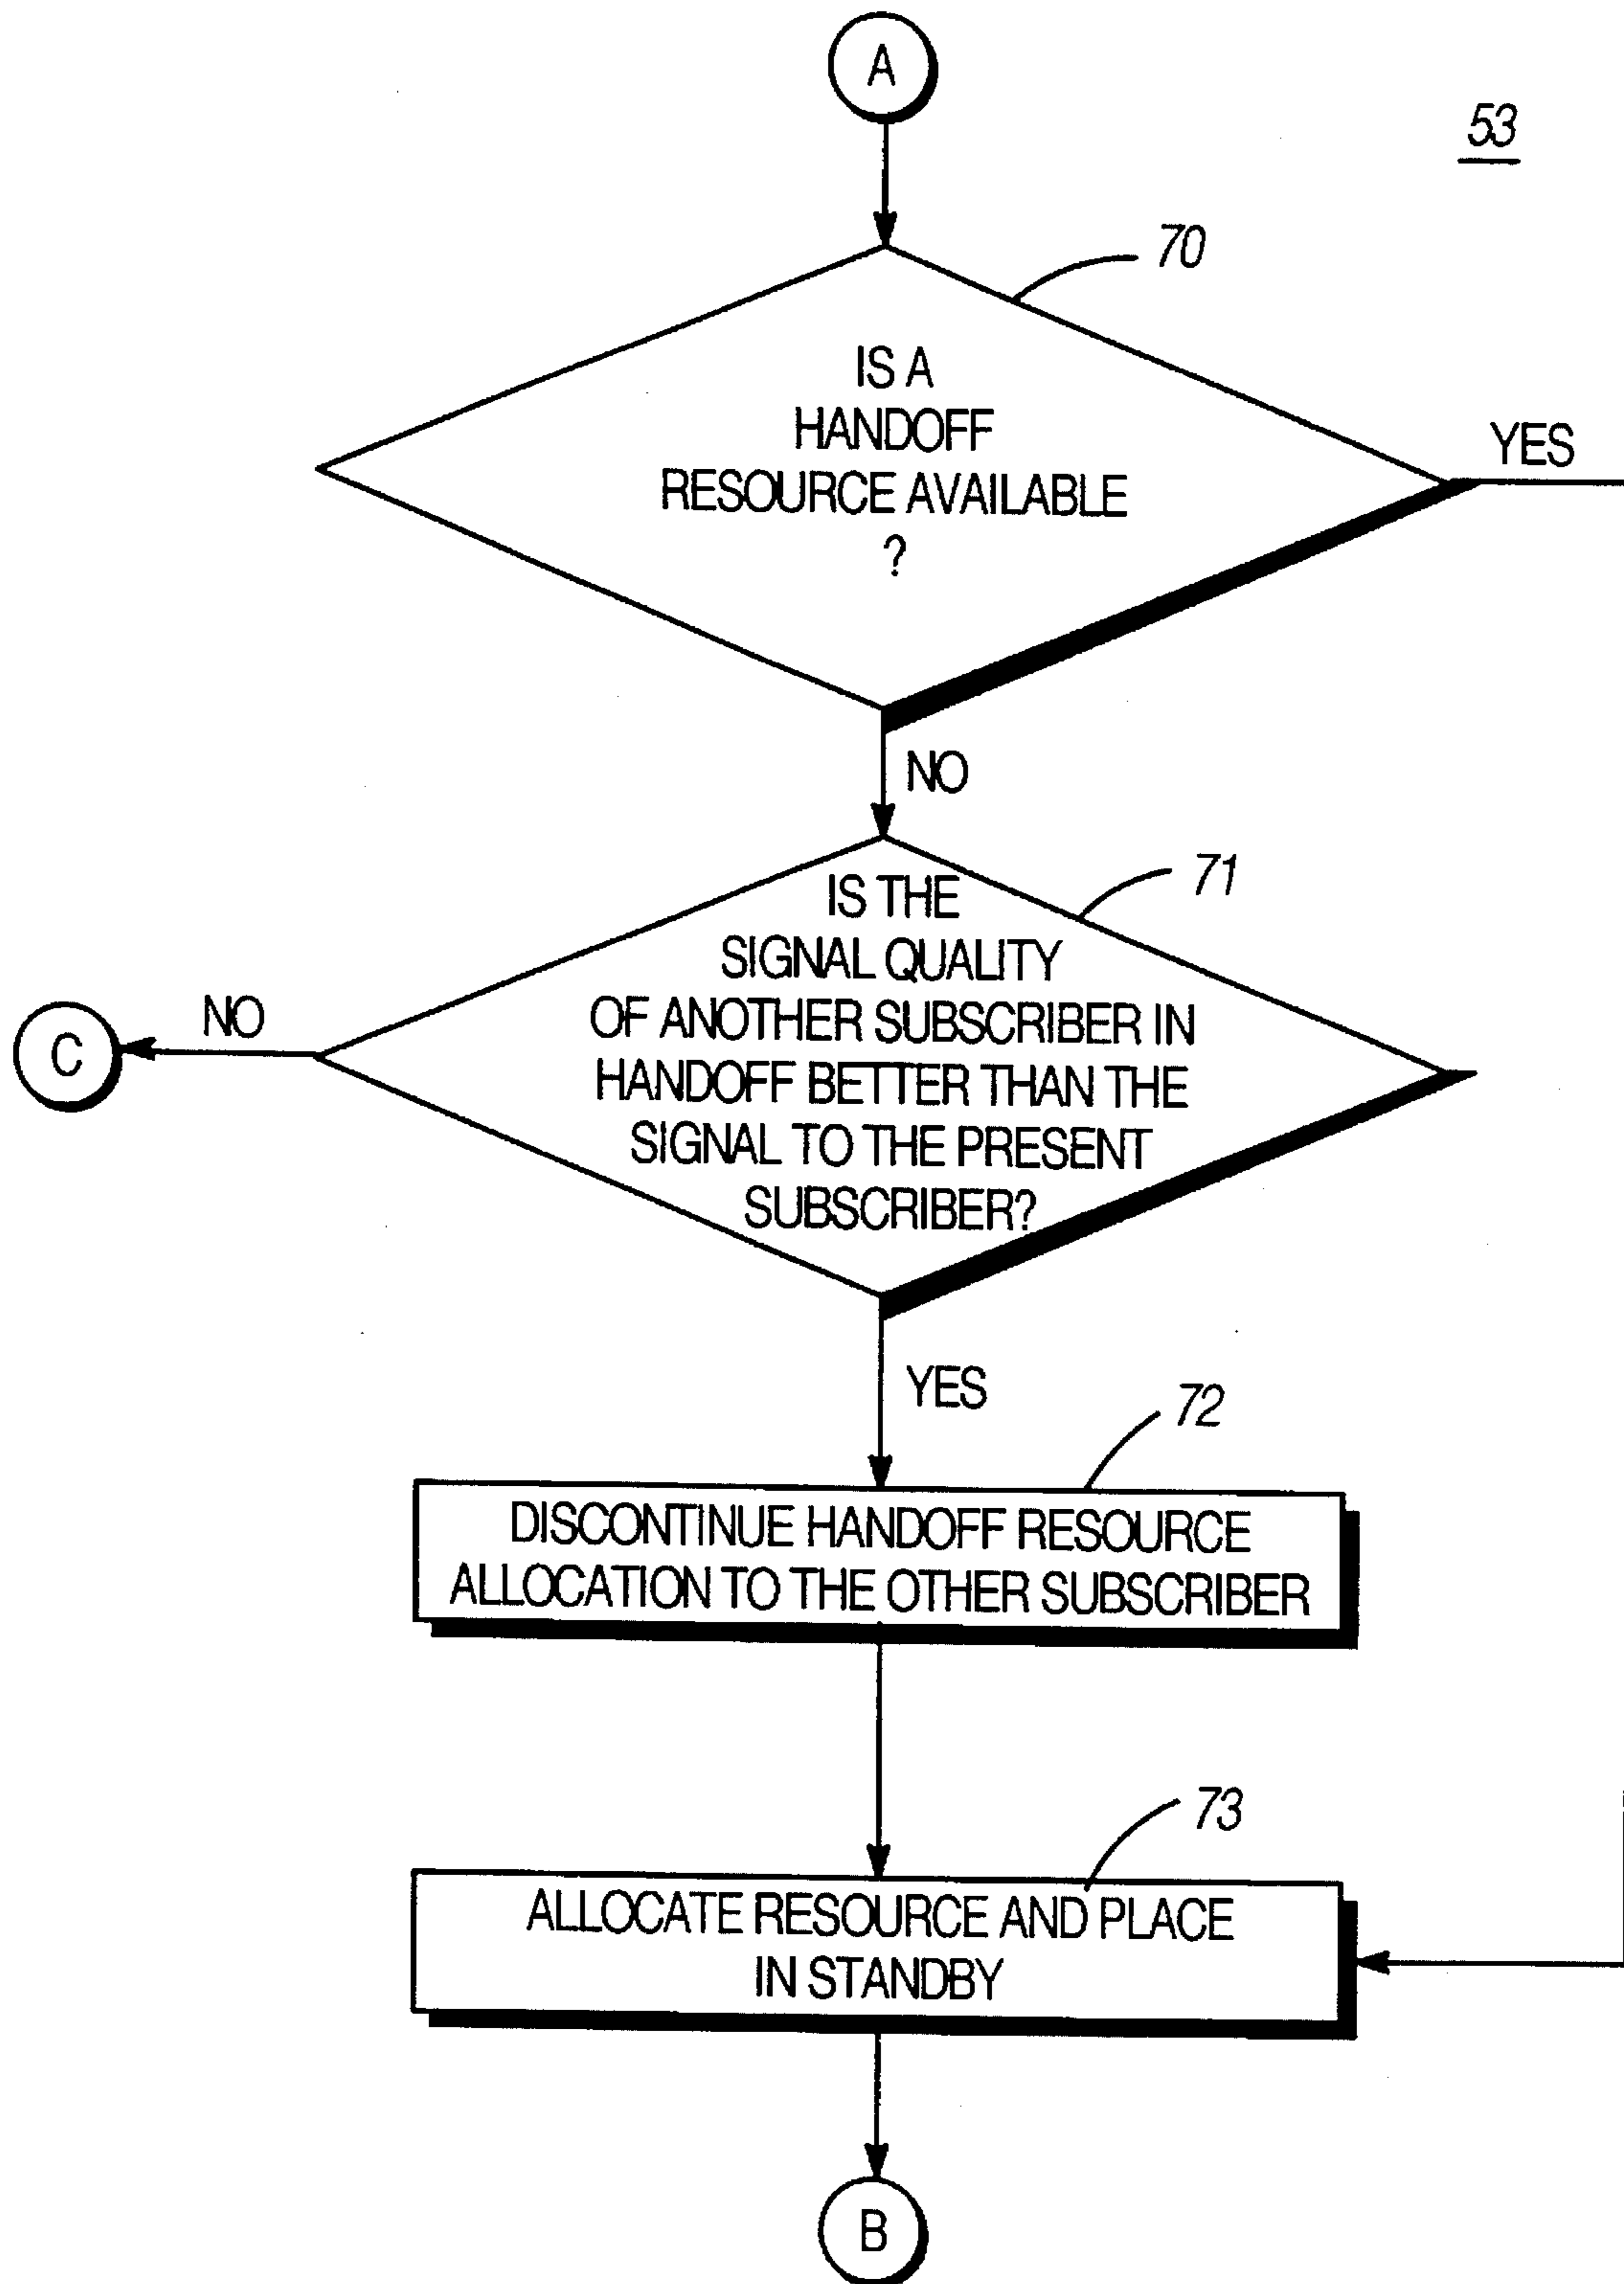 A
53
70
IS A
HANDOFF
RESOURCE AVAILABLE
?
YES
NO
71
IS THE
SIGNAL QUALITY
OF ANOTHER SUBSCRIBER IN
HANDOFF BETTER THAN THE
SIGNAL TO THE PRESENT
SUBSCRIBER?
NO
C
YES
72
DISCONTINUE HANDOFF RESOURCE
ALLOCATION TO THE OTHER SUBSCRIBER
73
ALLOCATE RESOURCE AND PLACE
IN STANDBY
B